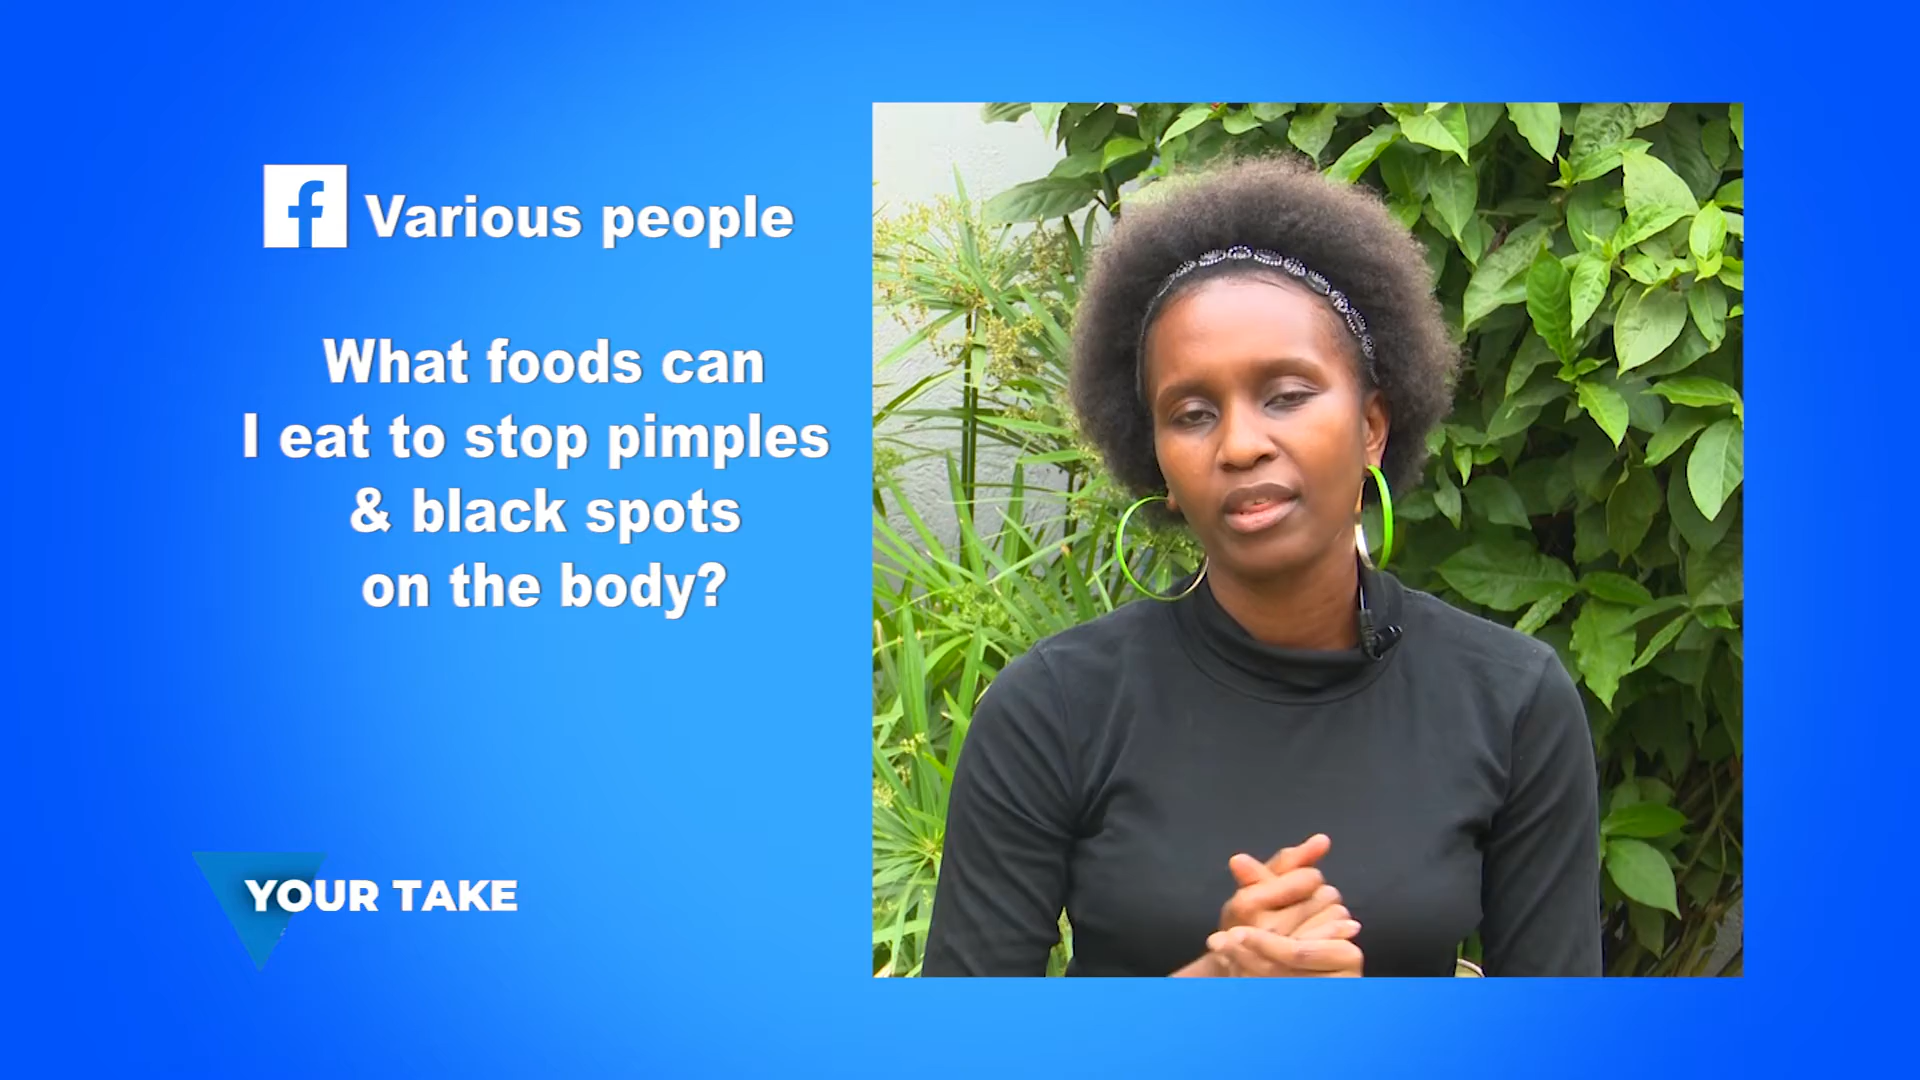 Various people
What foods can
I eat to stop pimples
& black spots
on the body?
YOUR TAKE